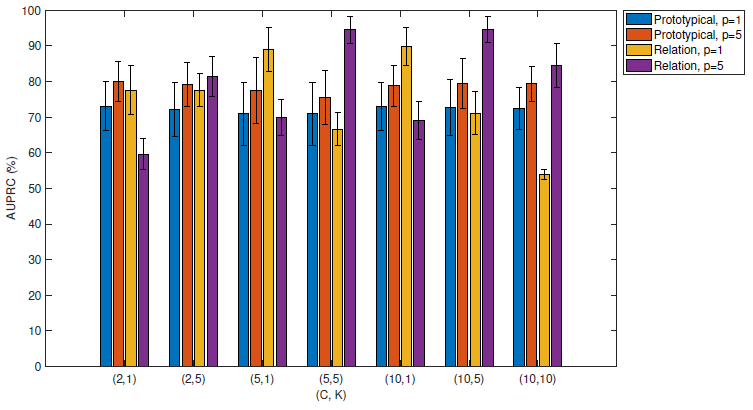 100
90
80
70
60
50
40
30
20
10
0
AUPRC (%)
(2,1) (2,5) (5,1) (5,5) (10,1) (10,5) (10,10)
(C, K)
Prototypical, p=1
Prototypical, p=5
Relation, p=1
Relation, p=5